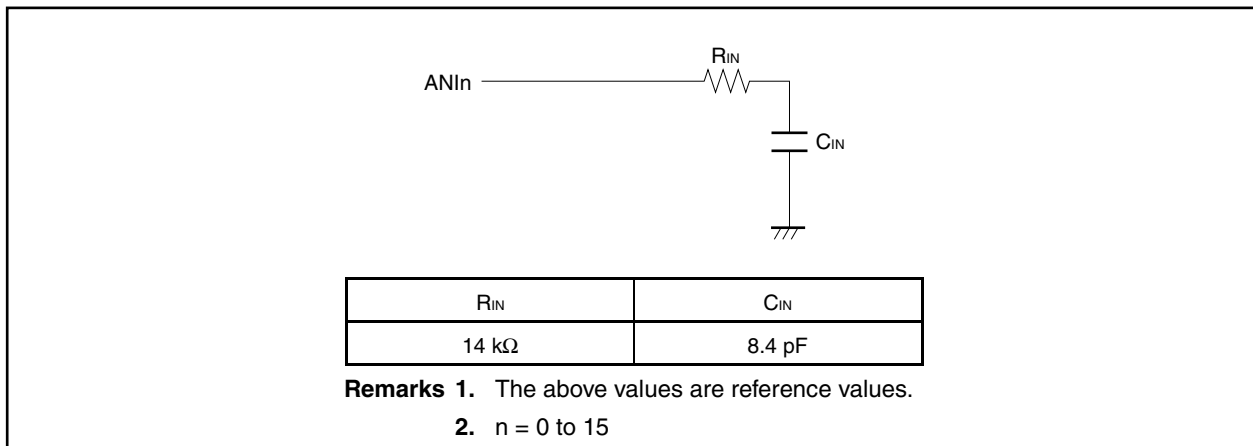 RIN
ANIn
CIN
RIN CIN
14 kΩ 8.4 pF
Remarks 1. The above values are reference values.
2. n = 0 to 15